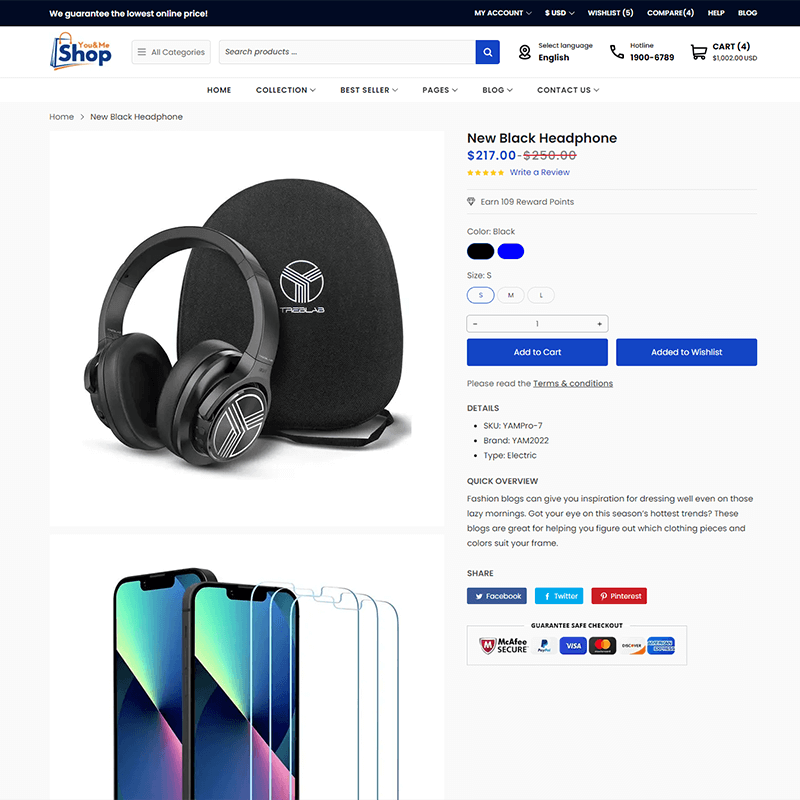 We guarantee the lowest online price!
MY ACCOUNT $ USD WISHLIST (5) COMPARE(4) HELP BLOG
You&Me
Shop
All Categories
Search products ...
Select language
English
Hotline
1900-6789
CART (4)
$1,002.00 USD
HOME COLLECTION BEST SELLER PAGES BLOG CONTACT US
Home > New Black Headphone
TREBLAB
New Black Headphone
$217.00-$250.00
Write a Review
Earn 109 Reward Points
Color: Black
Size: S
S M L
- 1 +
Add to Cart Added to Wishlist
Please read the Terms & conditions
DETAILS
SKU: YAMPro-7
Brand: YAM2022
Type: Electric
QUICK OVERVIEW
Fashion blogs can give you inspiration for dressing well even on those
lazy mornings. Got your eye on this season's hottest trends? These
blogs are great for helping you figure out which clothing pieces and
colors suit your frame.
SHARE
Facebook Twitter Pinterest
GUARANTEE SAFE CHECKOUT
McAfee
SECURE
PayPal VISA mastercard DISCOVER AMERICAN
EXPRESS